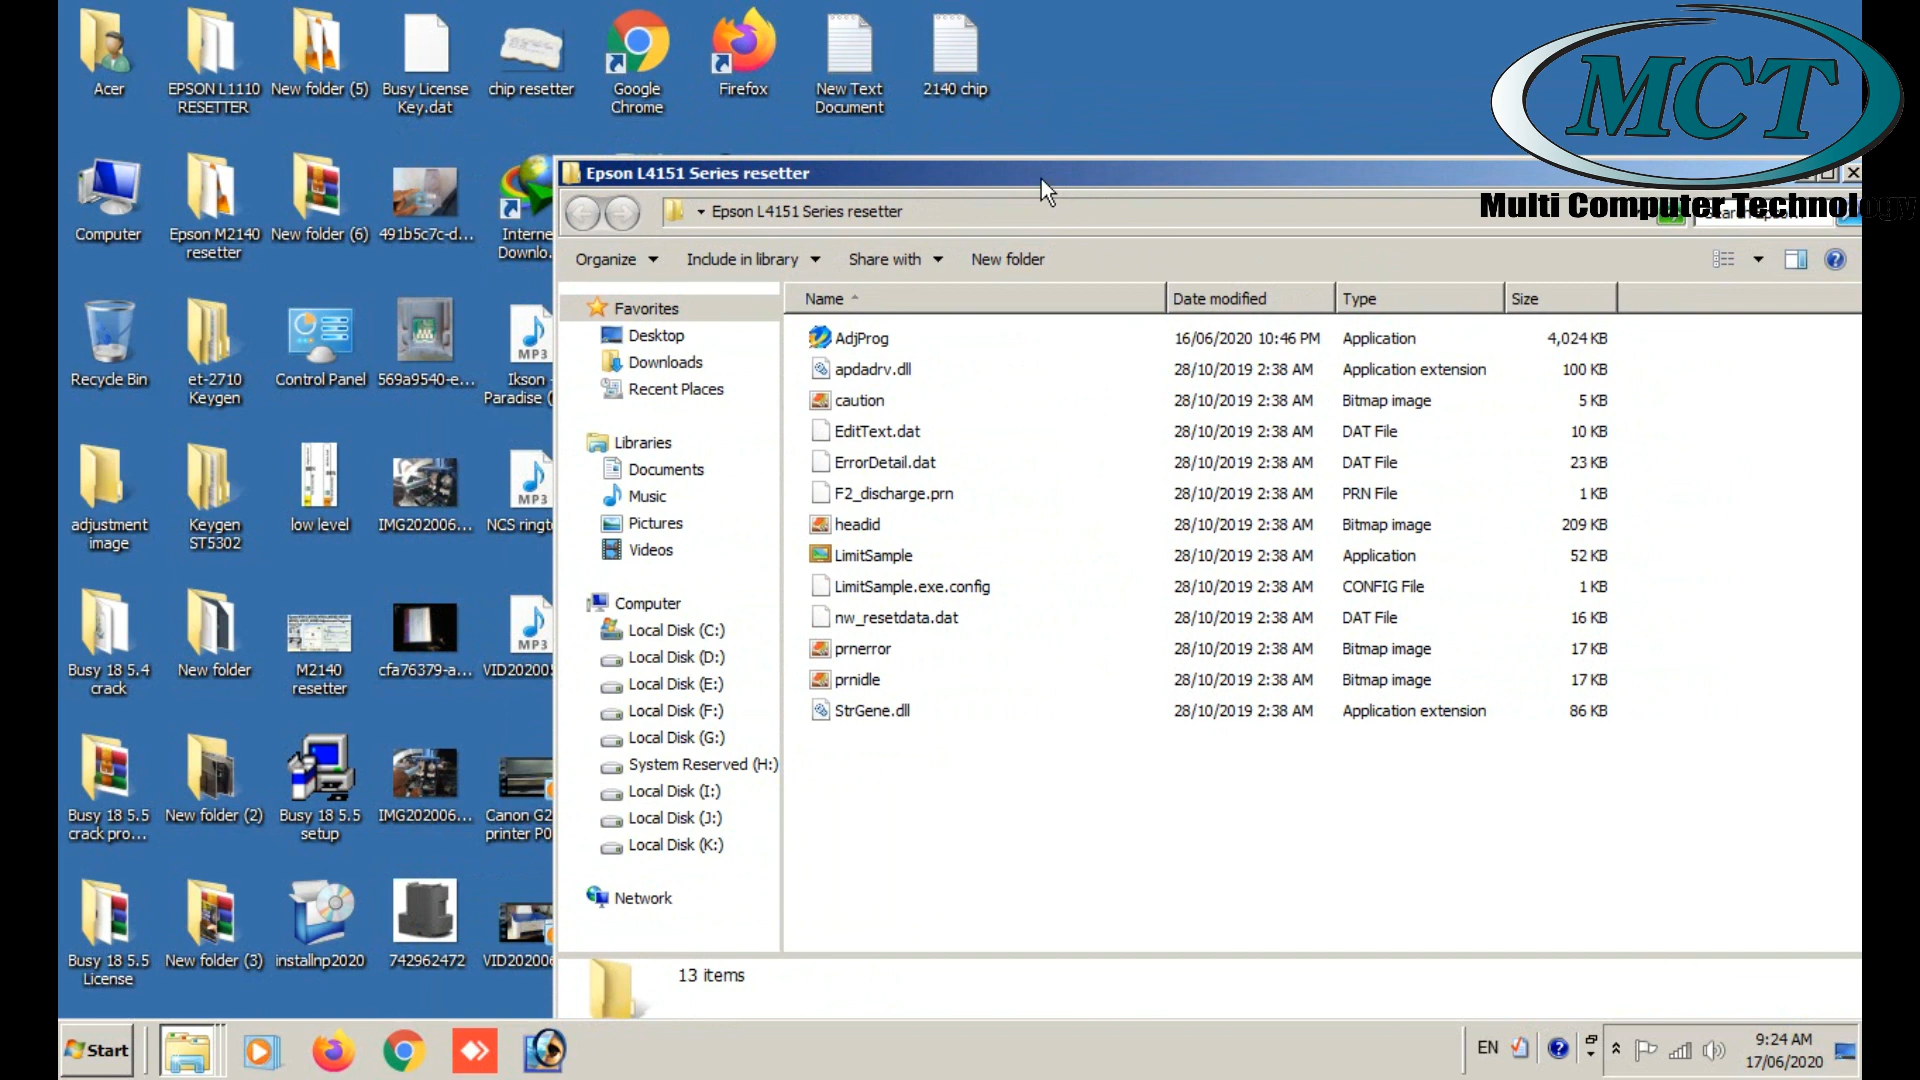 Acer
EPSON L1110
RESETTER
New folder (5)
Busy License
Key.dat
chip resetter
Google
Chrome
Firefox
New Text
Document
2140 chip
MCT
Multi Computer Technology
Computer
Epson M2140
resetter
New folder (6)
491b5c7c-d...
Interne
Downlo.
Recycle Bin
et-2710
Keygen
Control Panel
569a9540-e...
MP3
Ikson -
Paradise (
adjustment
image
Keygen
ST5302
low level
IMG202006...
MP3
NCS ringt
Busy 18 5.4
crack
New folder
M2140
resetter
cfa76379-a...
MP3
VID202005
Busy 18 5.5
crack pro...
New folder (2)
Busy 18 5.5
setup
IMG202006...
Canon G2
printer P0
Busy 18 5.5
License
New folder (3)
installnp2020
742962472
VID202006
Epson L4151 Series resetter
Epson L4151 Series resetter
Organize
Include in library
Share with
New folder
Favorites
Desktop
Downloads
Recent Places
Libraries
Documents
Music
Pictures
Videos
Computer
Local Disk (C:)
Local Disk (D:)
Local Disk (E:)
Local Disk (F:)
Local Disk (G:)
System Reserved (H:)
Local Disk (I:)
Local Disk (J:)
Local Disk (K:)
Network
Name Date modified Type Size
AdjProg 16/06/2020 10:46 PM Application 4,024 KB
apdadrv.dll 28/10/2019 2:38 AM Application extension 100 KB
caution 28/10/2019 2:38 AM Bitmap image 5 KB
EditText.dat 28/10/2019 2:38 AM DAT File 10 KB
ErrorDetail.dat 28/10/2019 2:38 AM DAT File 23 KB
F2_discharge.prn 28/10/2019 2:38 AM PRN File 1 KB
headid 28/10/2019 2:38 AM Bitmap image 209 KB
LimitSample 28/10/2019 2:38 AM Application 52 KB
LimitSample.exe.config 28/10/2019 2:38 AM CONFIG File 1 KB
nw_resetdata.dat 28/10/2019 2:38 AM DAT File 16 KB
prnerror 28/10/2019 2:38 AM Bitmap image 17 KB
prnidle 28/10/2019 2:38 AM Bitmap image 17 KB
StrGene.dll 28/10/2019 2:38 AM Application extension 86 KB
13 items
Start
EN
9:24 AM
17/06/2020